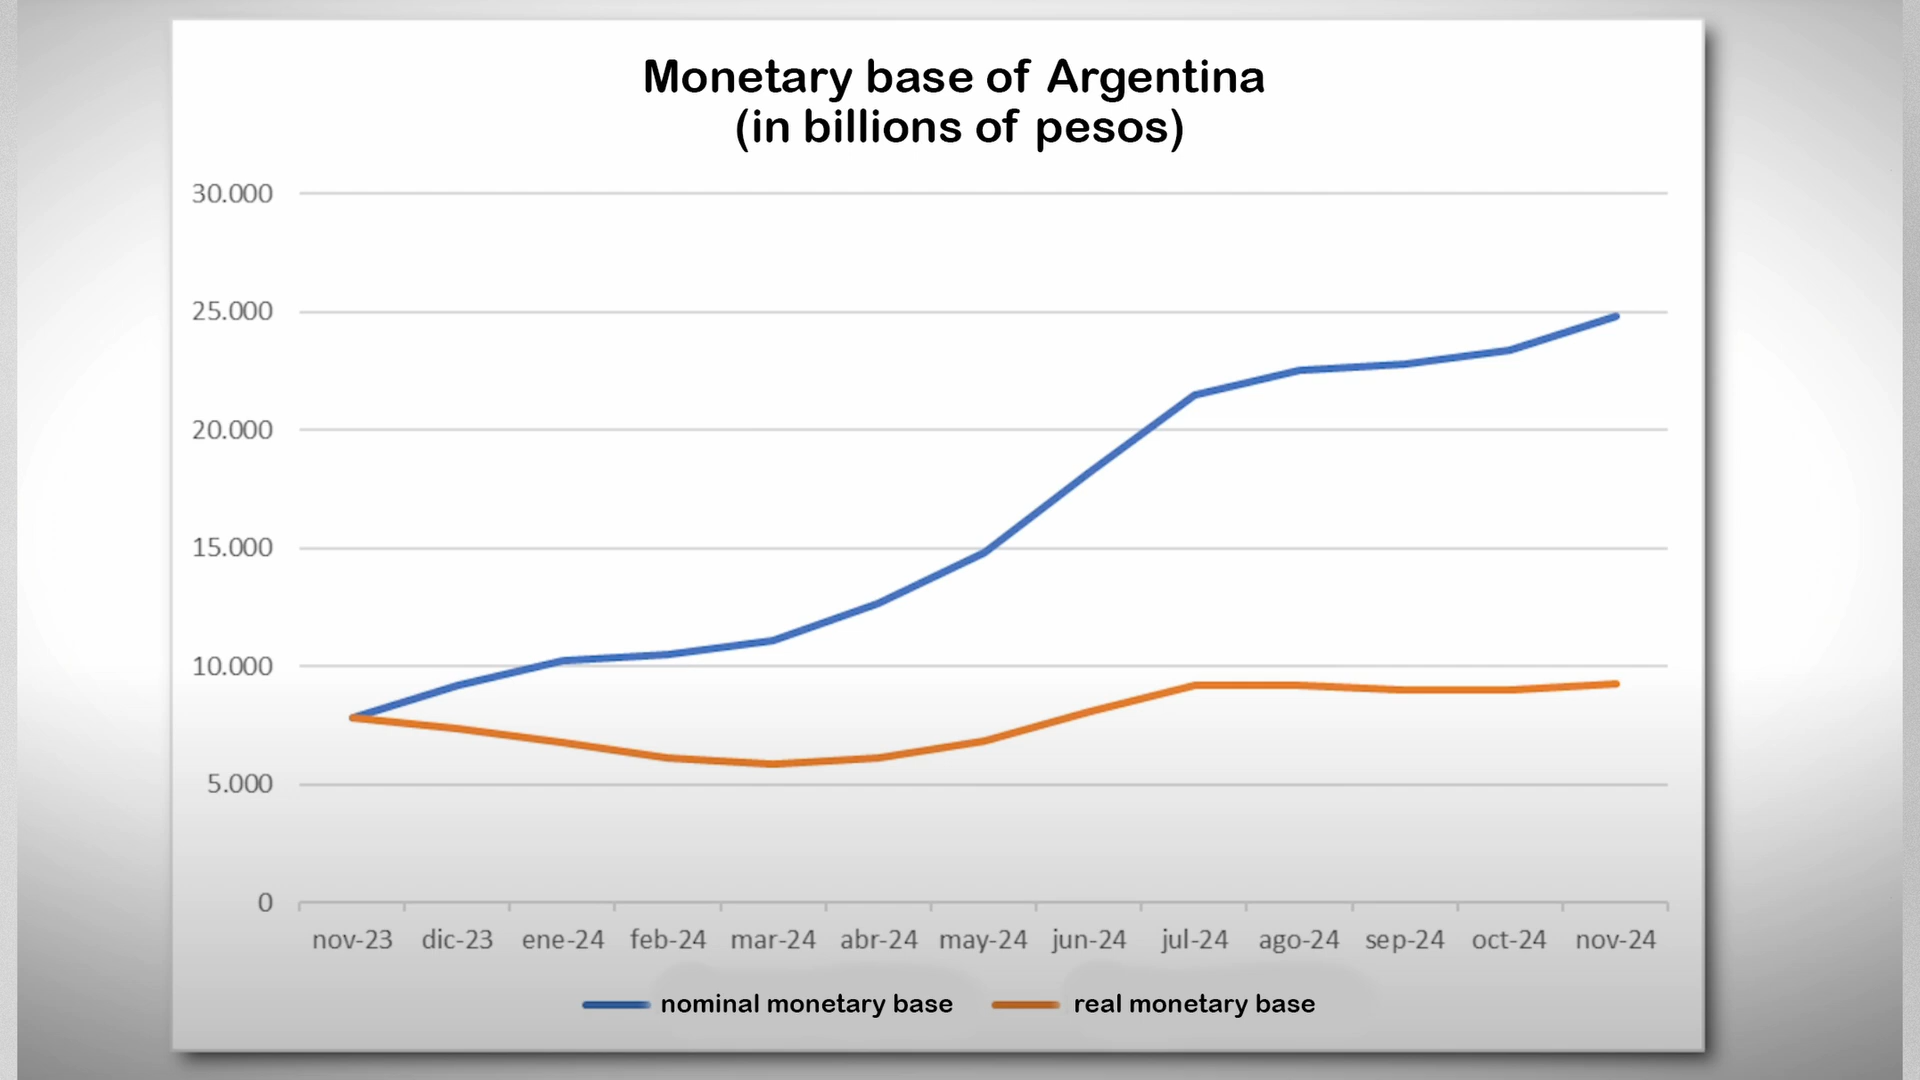 Monetary base of Argentina
(in billions of pesos)
30.000
25.000
20.000
15.000
10.000
5.000
0
nov-23 dic-23 ene-24 feb-24 mar-24 abr-24 may-24 jun-24 jul-24 ago-24 sep-24 oct-24 nov-24
nominal monetary base real monetary base